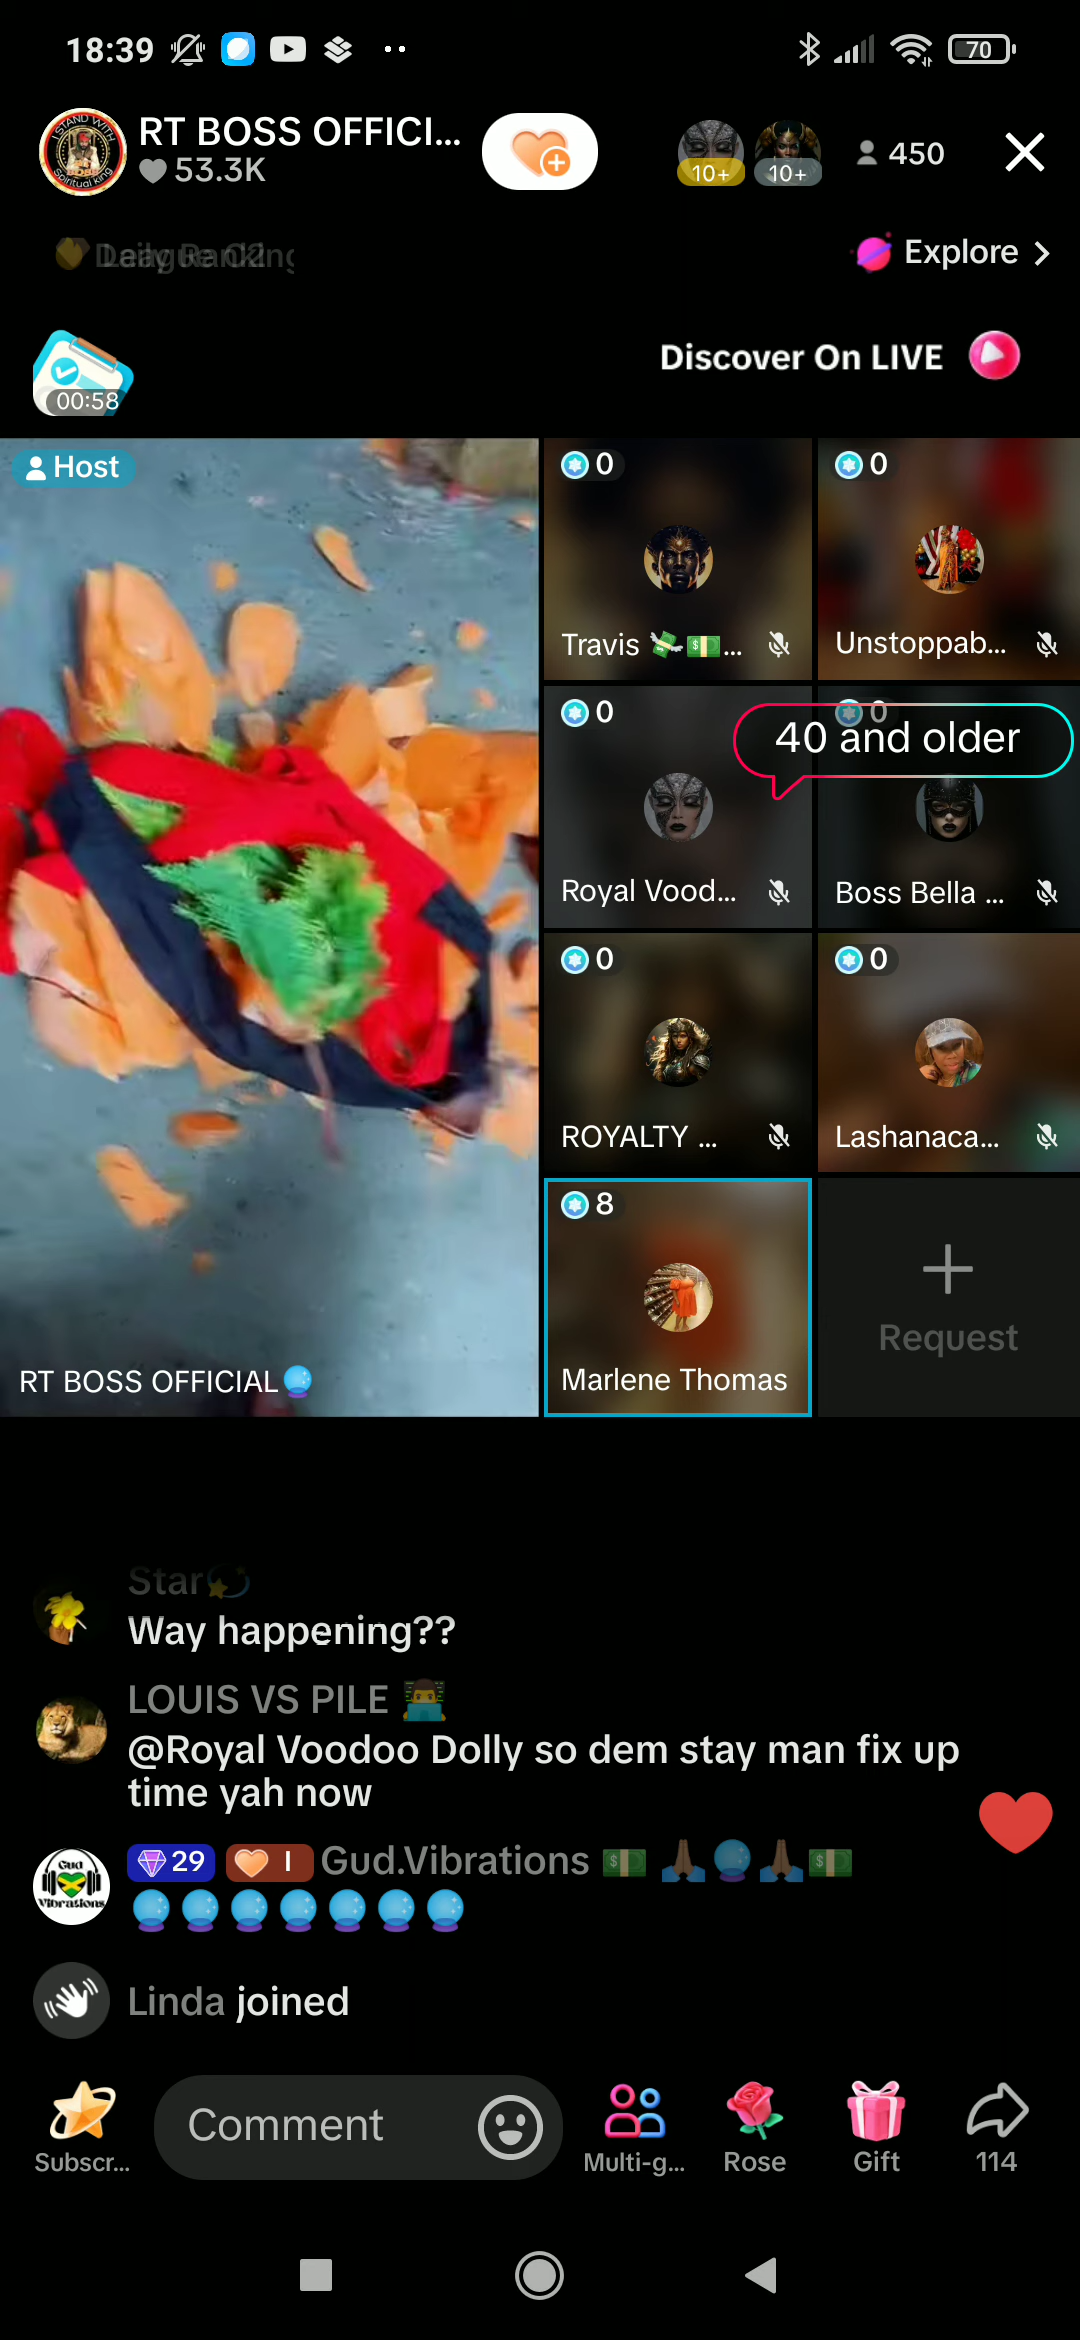 18:39
70
RT BOSS OFFICI...
53.3K
10+
10+
450
Explore
Discover On LIVE
00:58
Host
0
0
Travis 💸💵...
Unstoppab...
0
0
40 and older
Royal Vood...
Boss Bella ...
0
0
ROYALTY ...
Lashanaca...
8
Marlene Thomas
Request
RT BOSS OFFICIAL🔮
Star💫
Way happening??
LOUIS VS PILE 👨‍💻
@Royal Voodoo Dolly so dem stay man fix up
time yah now
29 I Gud.Vibrations 💵 🙏🏽🔮🙏🏽💵
🔮🔮🔮🔮🔮🔮🔮
Gud
Vibrations
Linda joined
Subscr...
Comment
Multi-g...
Rose
Gift
114